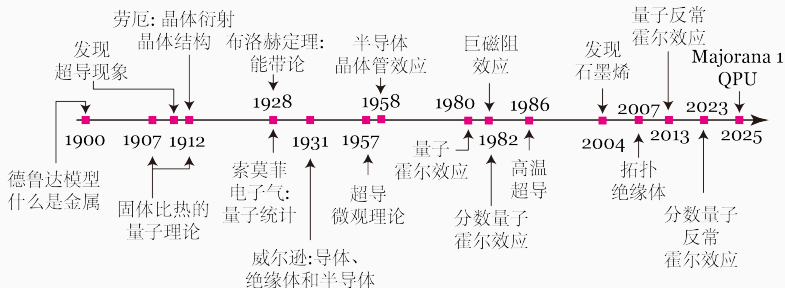 劳厄: 晶体衍射
晶体结构
发现
超导现象
布洛赫定理:
能带论
半导体
晶体管效应
巨磁阻
效应
发现
石墨烯
量子反常
霍尔效应
Majorana 1
QPU
1928
1958
1980
1986
2007
2023
1900
1907
1912
1931
1957
1982
2004
2013
2025
德鲁达模型
什么是金属
固体比热的
量子理论
索莫菲
电子气:
量子统计
威尔逊:导体、
绝缘体和半导体
超导
微观理论
量子
霍尔效应
分数量子
霍尔效应
高温
超导
拓扑
绝缘体
分数量子
反常
霍尔效应